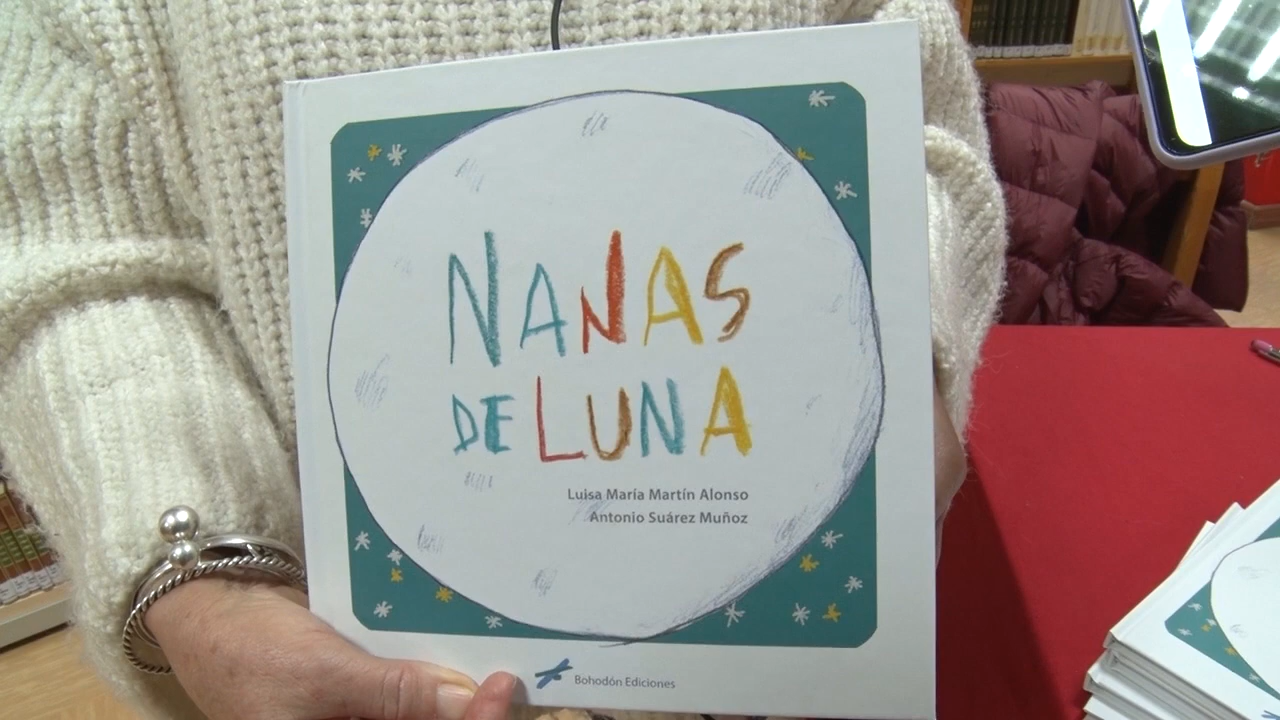 NANAS
DE LUNA
Luisa María Martín Alonso
Antonio Suárez Muñoz
Bohodón Ediciones